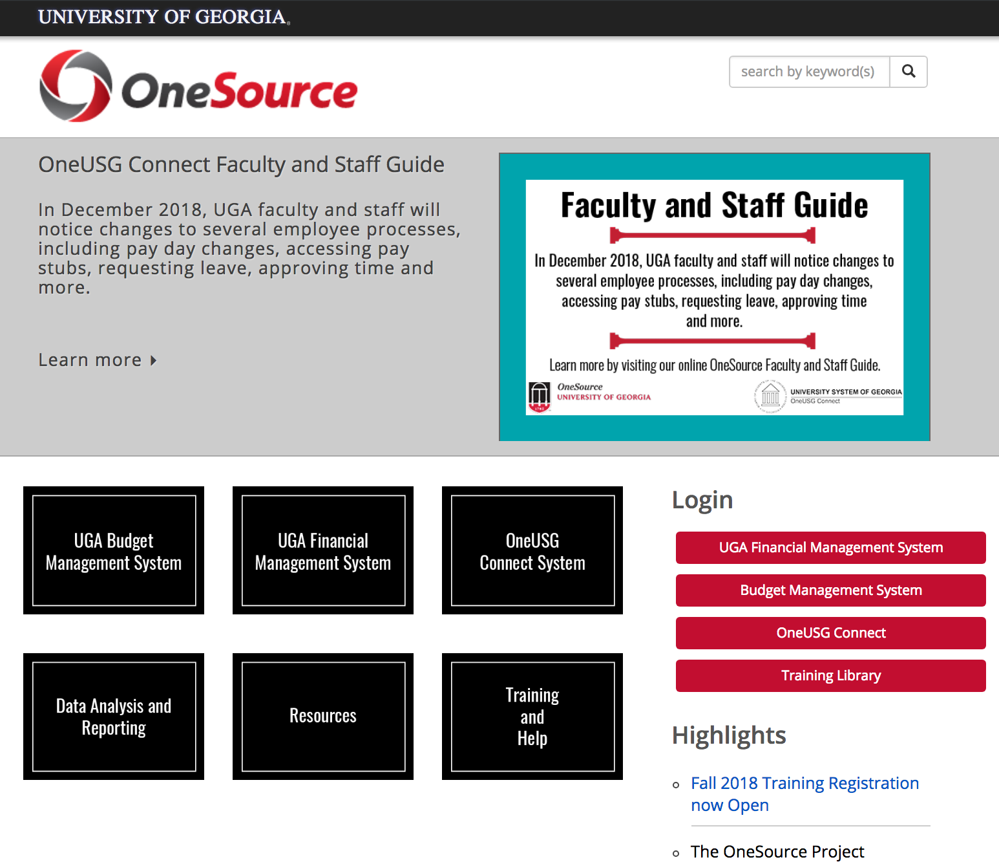 UNIVERSITY OF GEORGIA®
OneSource
search by keyword(s)
OneUSG Connect Faculty and Staff Guide
In December 2018, UGA faculty and staff will
notice changes to several employee processes,
including pay day changes, accessing pay
stubs, requesting leave, approving time and
more.
Learn more
Faculty and Staff Guide
In December 2018, UGA faculty and staff will notice changes to
several employee processes, including pay day changes,
accessing pay stubs, requesting leave, approving time
and more.
Learn more by visiting our online OneSource Faculty and Staff Guide.
OneSource
UNIVERSITY OF GEORGIA
UNIVERSITY SYSTEM OF GEORGIA
OneUSG Connect
UGA Budget
Management System
UGA Financial
Management System
OneUSG
Connect System
Data Analysis and
Reporting
Resources
Training
and
Help
Login
UGA Financial Management System
Budget Management System
OneUSG Connect
Training Library
Highlights
Fall 2018 Training Registration
now Open
The OneSource Project